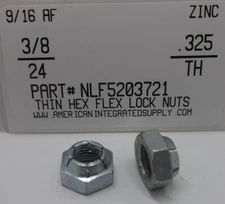 9/16 AF ZINC
3/8 .325
24 TH
PART# NLF5203721
THIN HEX FLEX LOCK NUTS
WWW.AMERICANINTEGRATEDSUPPLY.COM